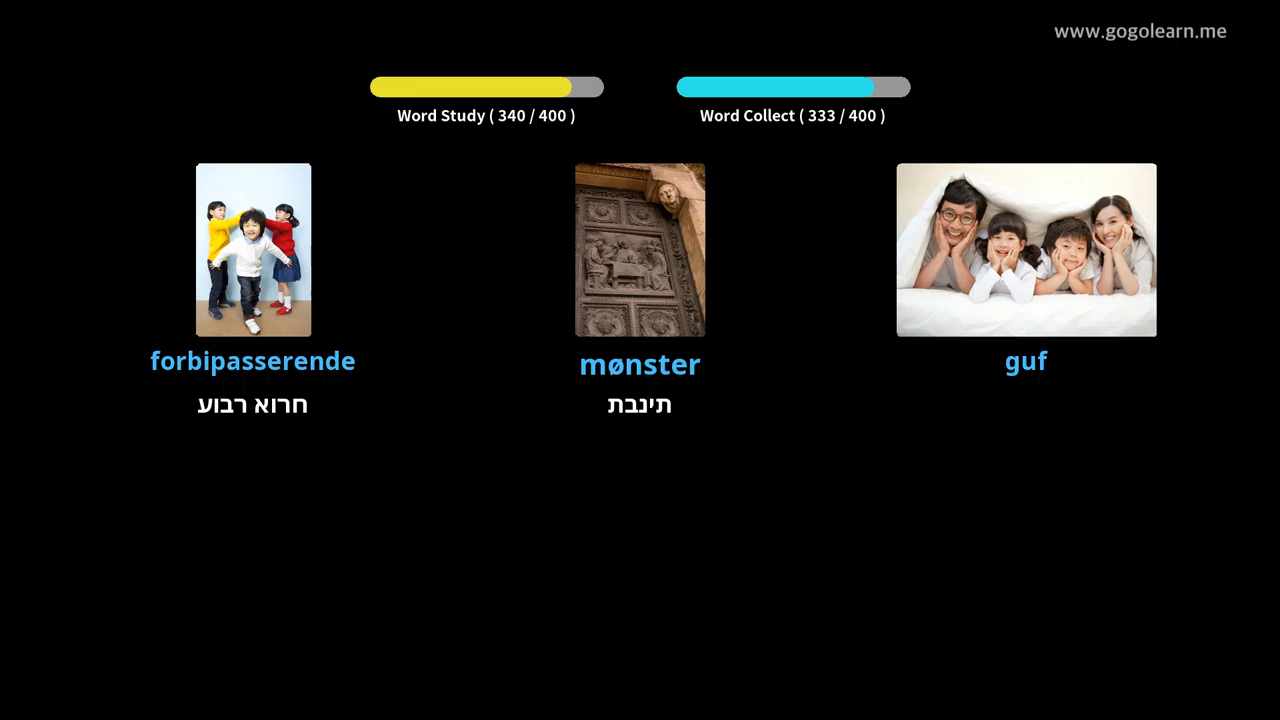 www.gogolearn.me
Word Study ( 340 / 400 )
Word Collect ( 333 / 400 )
forbipasserende
חרוא רבוע
mønster
תינבת
guf